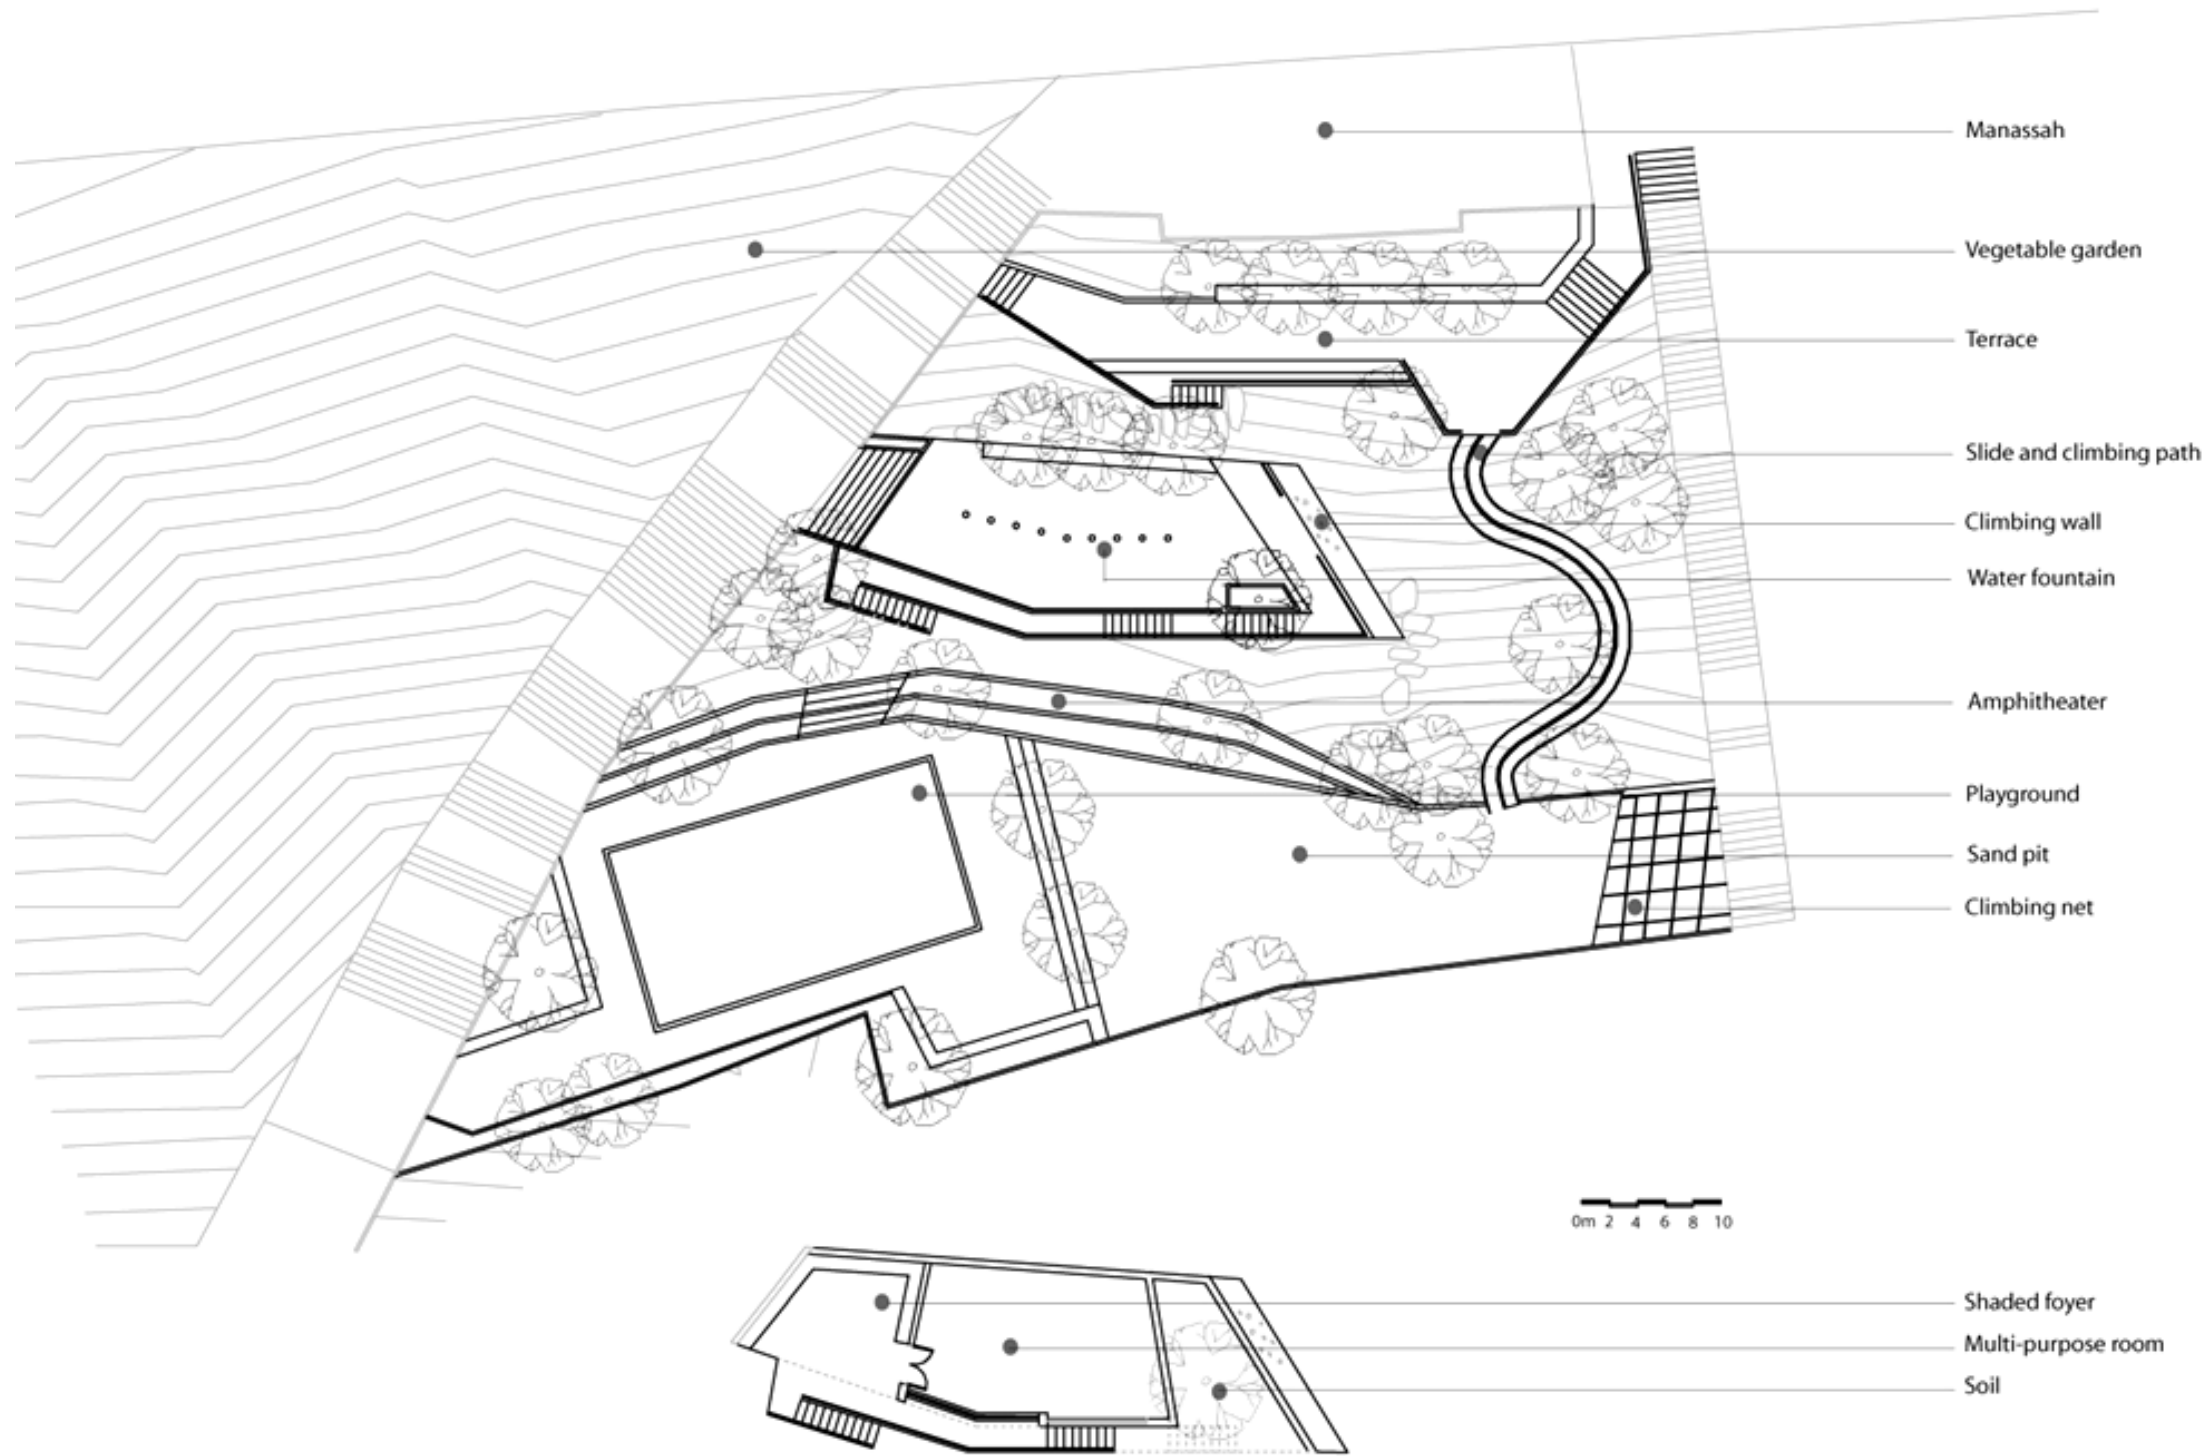 Manassah
Vegetable garden
Terrace
Slide and climbing path
Climbing wall
Water fountain
Amphitheater
Playground
Sand pit
Climbing net
0m 2 4 6 8 10
Shaded foyer
Multi-purpose room
Soil